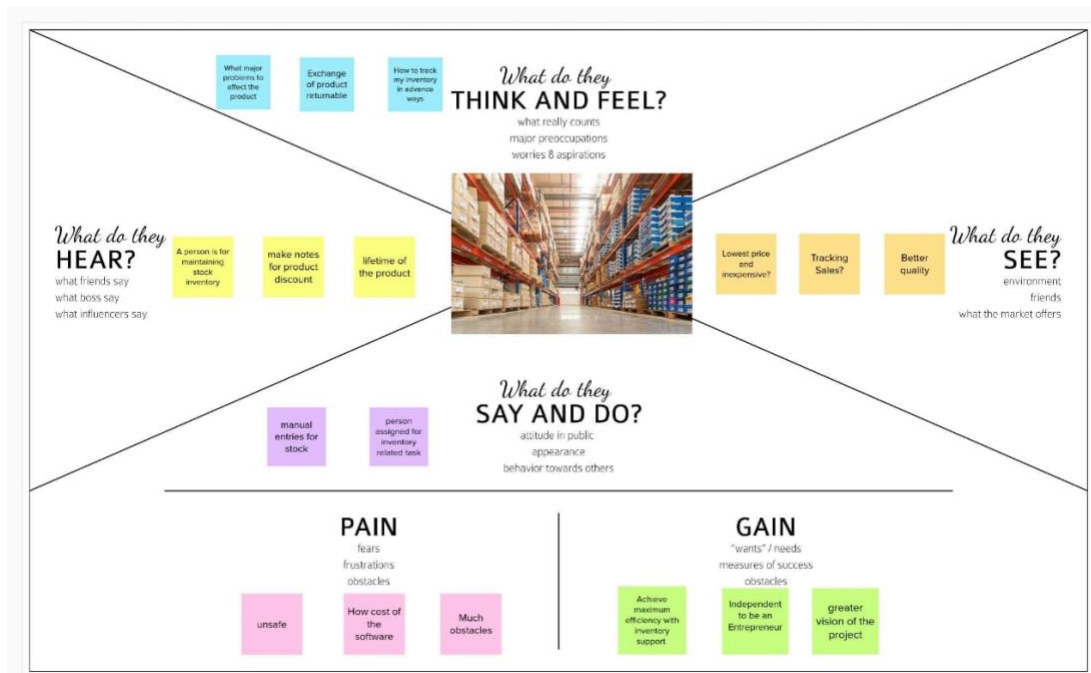 What major
problems to
affect the
product
Exchange
of product
returnable
How to track
my inventory
in advance
ways
What do they
THINK AND FEEL?
what really counts
major preoccupations
worries & aspirations
What do they
HEAR?
what friends say
what boss say
what influencers say
A person is for
maintaining
stock
inventory
make notes
for product
discount
lifetime of
the product
Lowest price
and
inexpensive?
Tracking
Sales?
Better
quality
What do they
SEE?
environment
friends
what the market offers
What do they
SAY AND DO?
attitude in public
appearance
behavior towards others
manual
entries for
stock
person
assigned for
inventory
related task
PAIN
fears
frustrations
obstacles
unsafe
How cost of
the
software
Much
obstacles
GAIN
"wants" / needs
measures of success
obstacles
Achieve
maximum
efficiency with
inventory
support
Independent
to be an
Entrepreneur
greater
vision of the
project